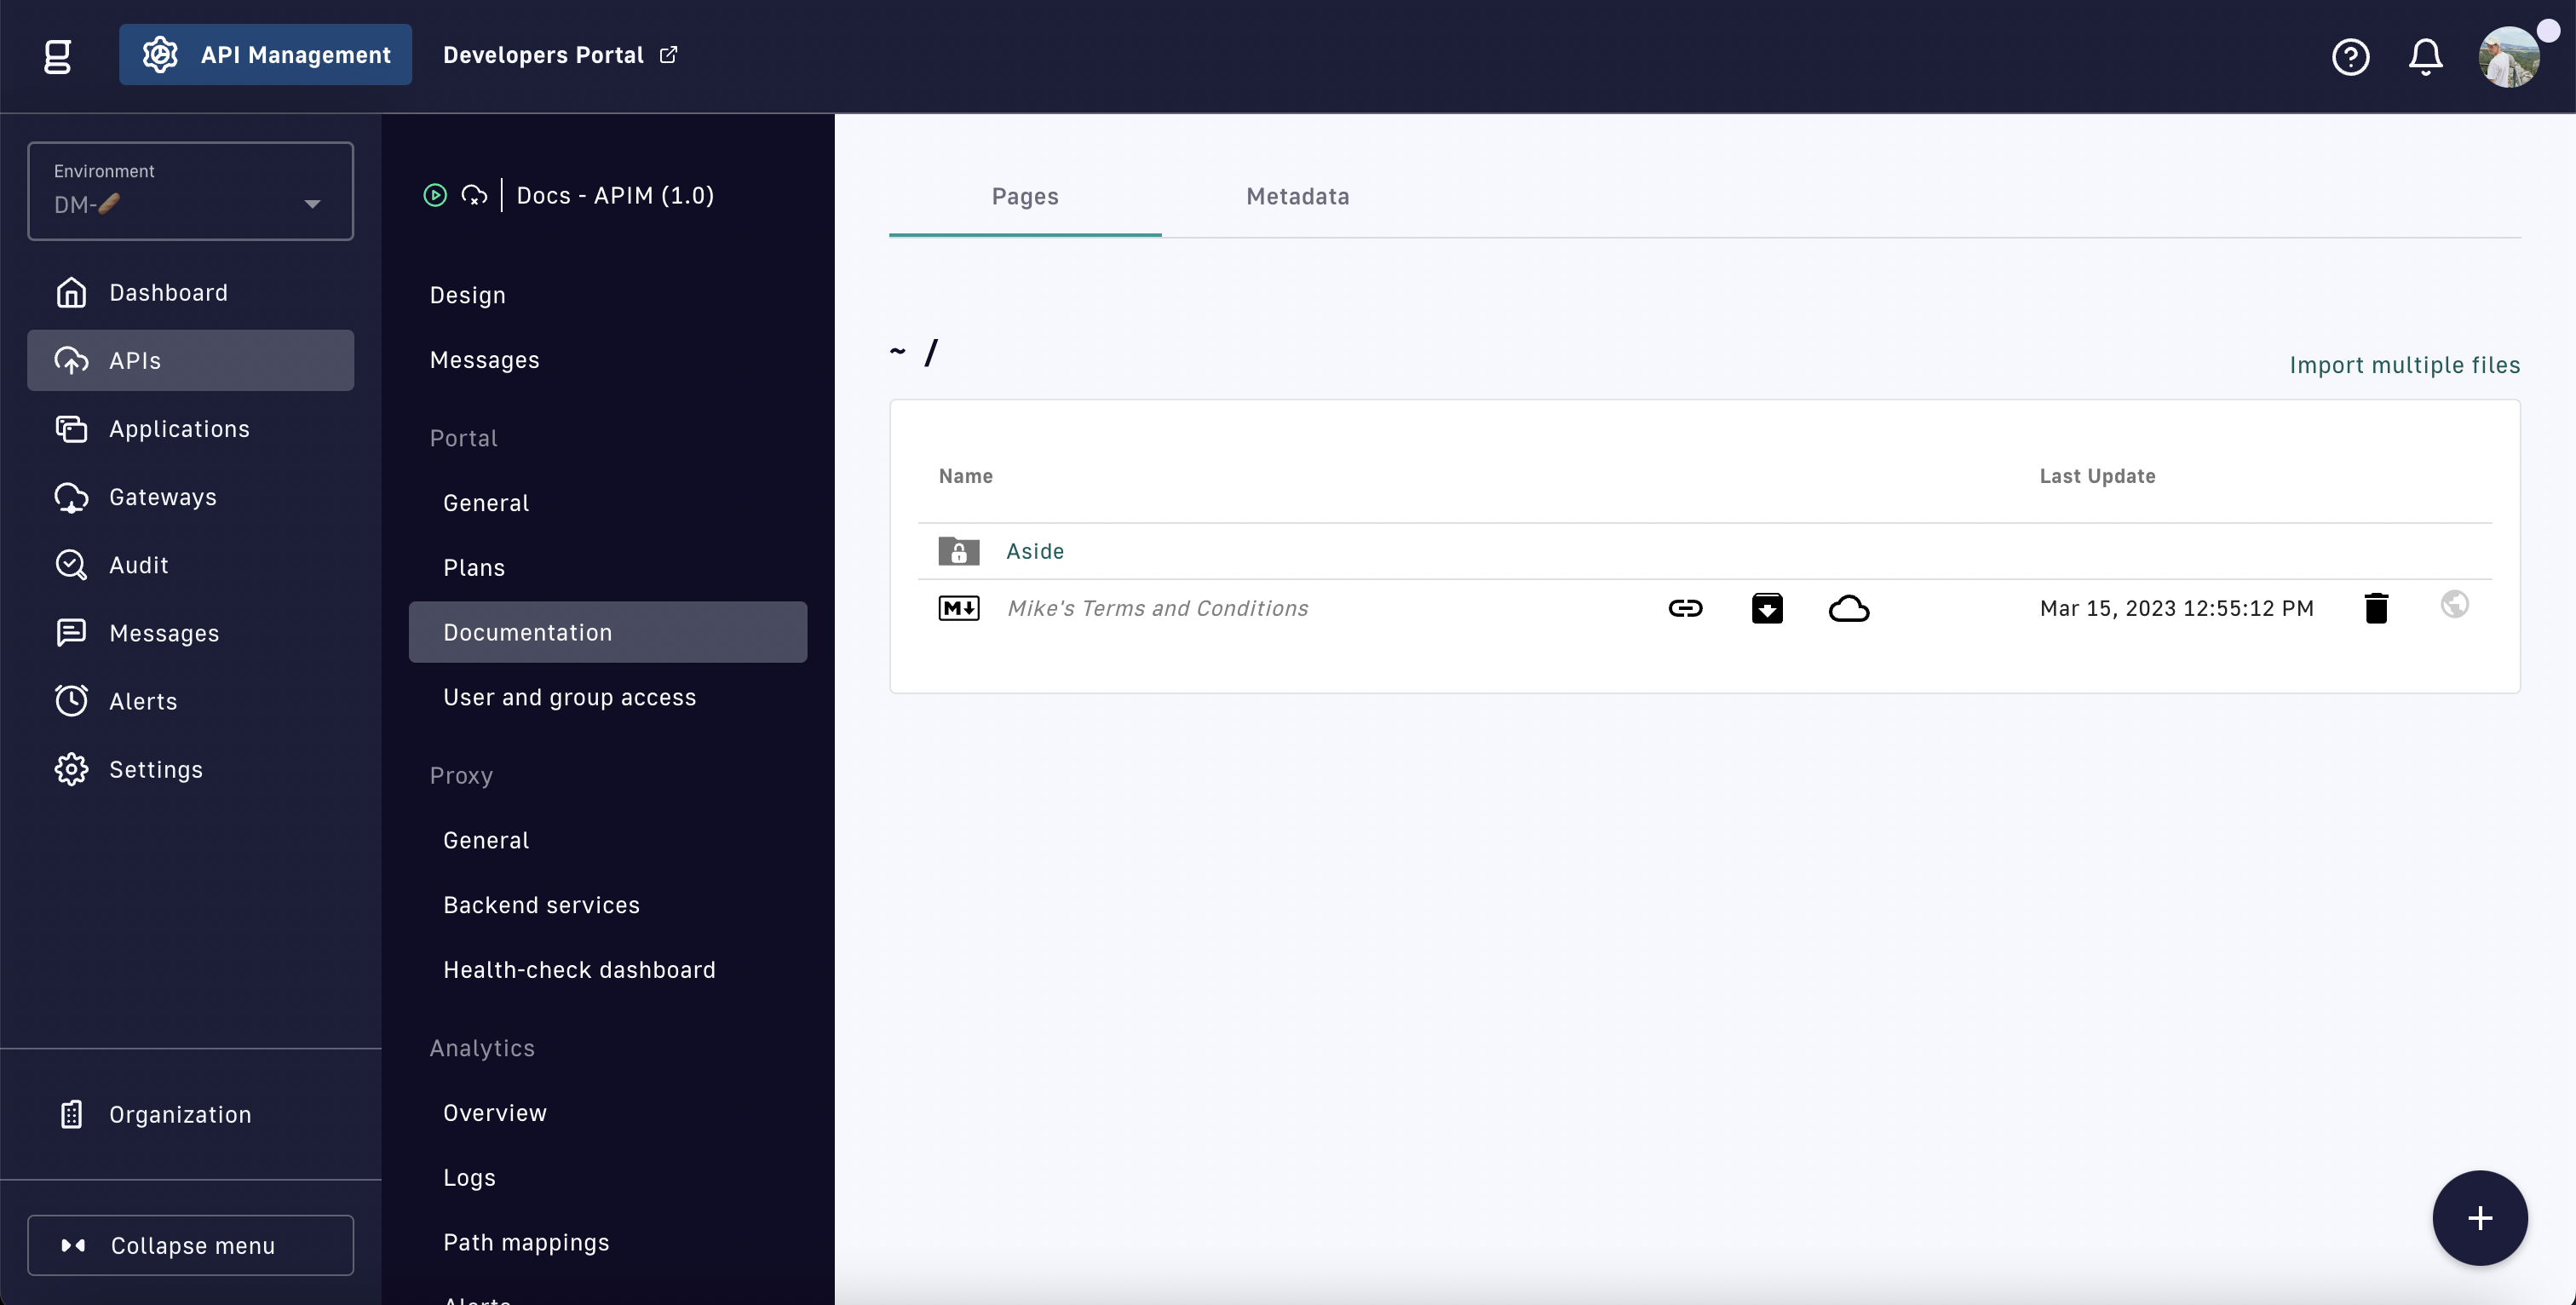 API Management
Developers Portal
Environment
DM-🥖
Dashboard
APIs
Applications
Gateways
Audit
Messages
Alerts
Settings
Organization
Collapse menu
Docs - APIM (1.0)
Design
Messages
Portal
General
Plans
Documentation
User and group access
Proxy
General
Backend services
Health-check dashboard
Analytics
Overview
Logs
Path mappings
Alerts
Pages
Metadata
~ /
Import multiple files
Name
Last Update
Aside
M Mike's Terms and Conditions
Mar 15, 2023 12:55:12 PM
+